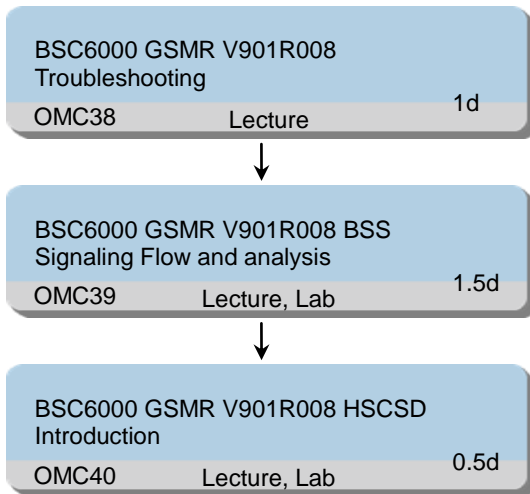 BSC6000 GSMR V901R008
Troubleshooting
1d
OMC38 Lecture
BSC6000 GSMR V901R008 BSS
Signaling Flow and analysis
1.5d
OMC39 Lecture, Lab
BSC6000 GSMR V901R008 HSCSD
Introduction
0.5d
OMC40 Lecture, Lab